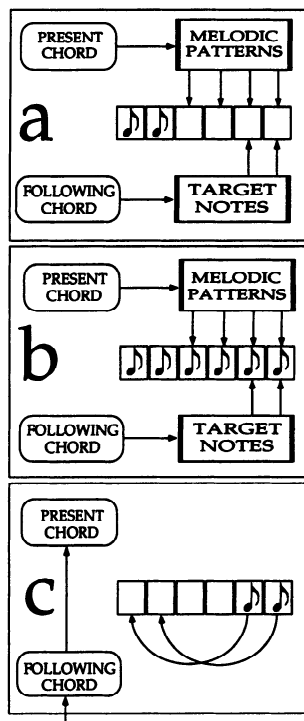 PRESENT
CHORD
MELODIC
PATTERNS
a
FOLLOWING
CHORD
TARGET
NOTES
PRESENT
CHORD
MELODIC
PATTERNS
b
FOLLOWING
CHORD
TARGET
NOTES
PRESENT
CHORD
c
FOLLOWING
CHORD